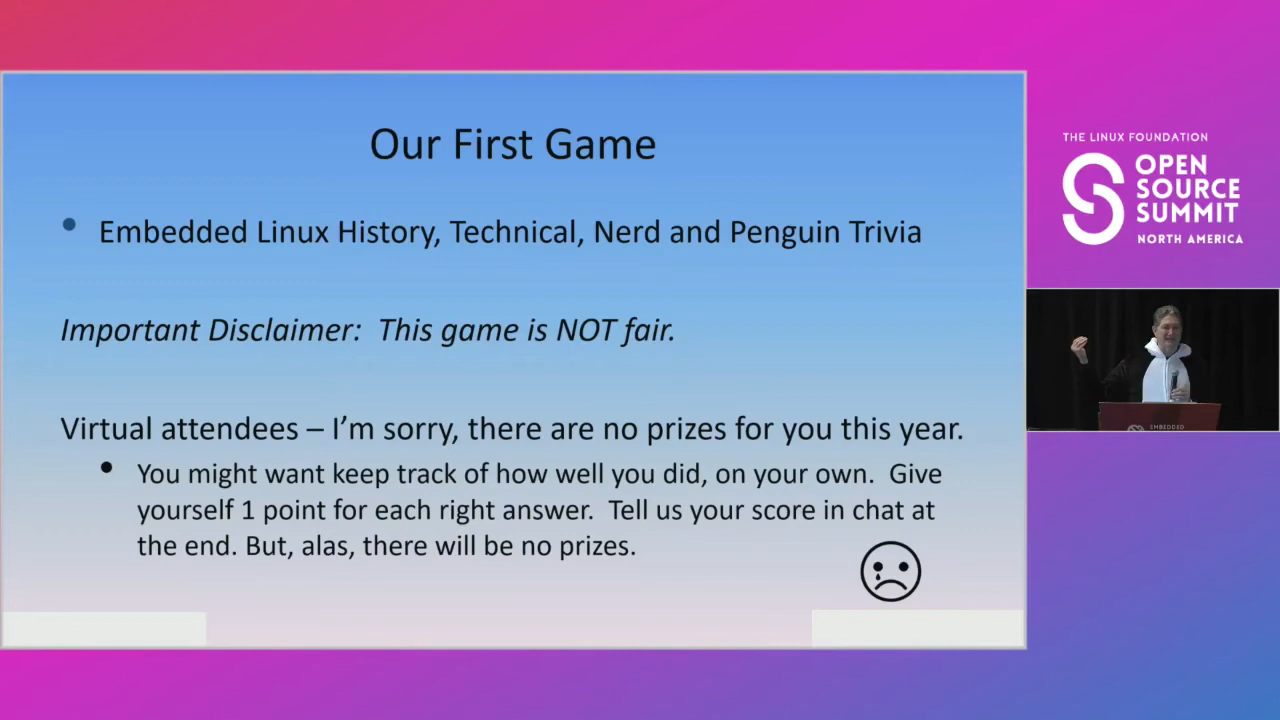 Our First Game
Embedded Linux History, Technical, Nerd and Penguin Trivia
Important Disclaimer: This game is NOT fair.
Virtual attendees – I’m sorry, there are no prizes for you this year.
You might want keep track of how well you did, on your own. Give
yourself 1 point for each right answer. Tell us your score in chat at
the end. But, alas, there will be no prizes.
THE LINUX FOUNDATION
OPEN
SOURCE
SUMMIT
NORTH AMERICA
EMBEDDED